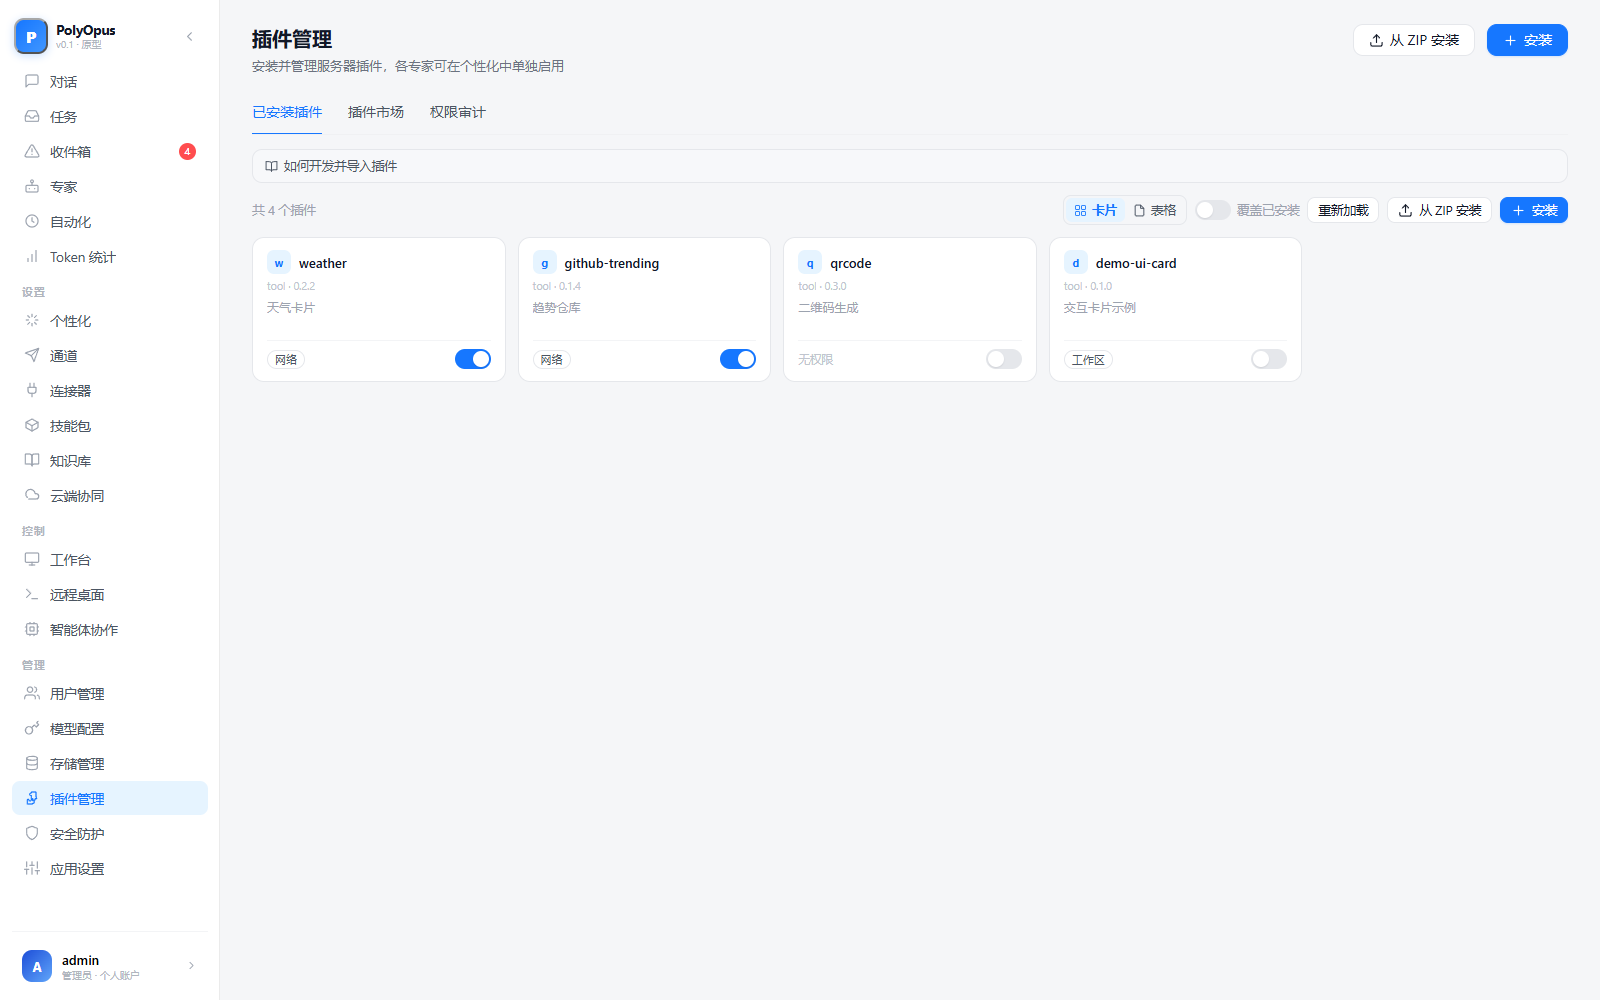 P
PolyOpus
v0.1 · 原型
对话
任务
收件箱
4
专家
自动化
Token 统计
设置
个性化
通道
连接器
技能包
知识库
云端协同
控制
工作台
远程桌面
智能体协作
管理
用户管理
模型配置
存储管理
插件管理
安全防护
应用设置
A
admin
管理员 · 个人账户
插件管理
安装并管理服务器插件，各专家可在个性化中单独启用
从 ZIP 安装
安装
已安装插件 插件市场 权限审计
如何开发并导入插件
共 4 个插件
卡片 表格 覆盖已安装 重新加载 从 ZIP 安装 安装
w weather
tool · 0.2.2
天气卡片
网络
g github-trending
tool · 0.1.4
趋势仓库
网络
q qrcode
tool · 0.3.0
二维码生成
无权限
d demo-ui-card
tool · 0.1.0
交互卡片示例
工作区